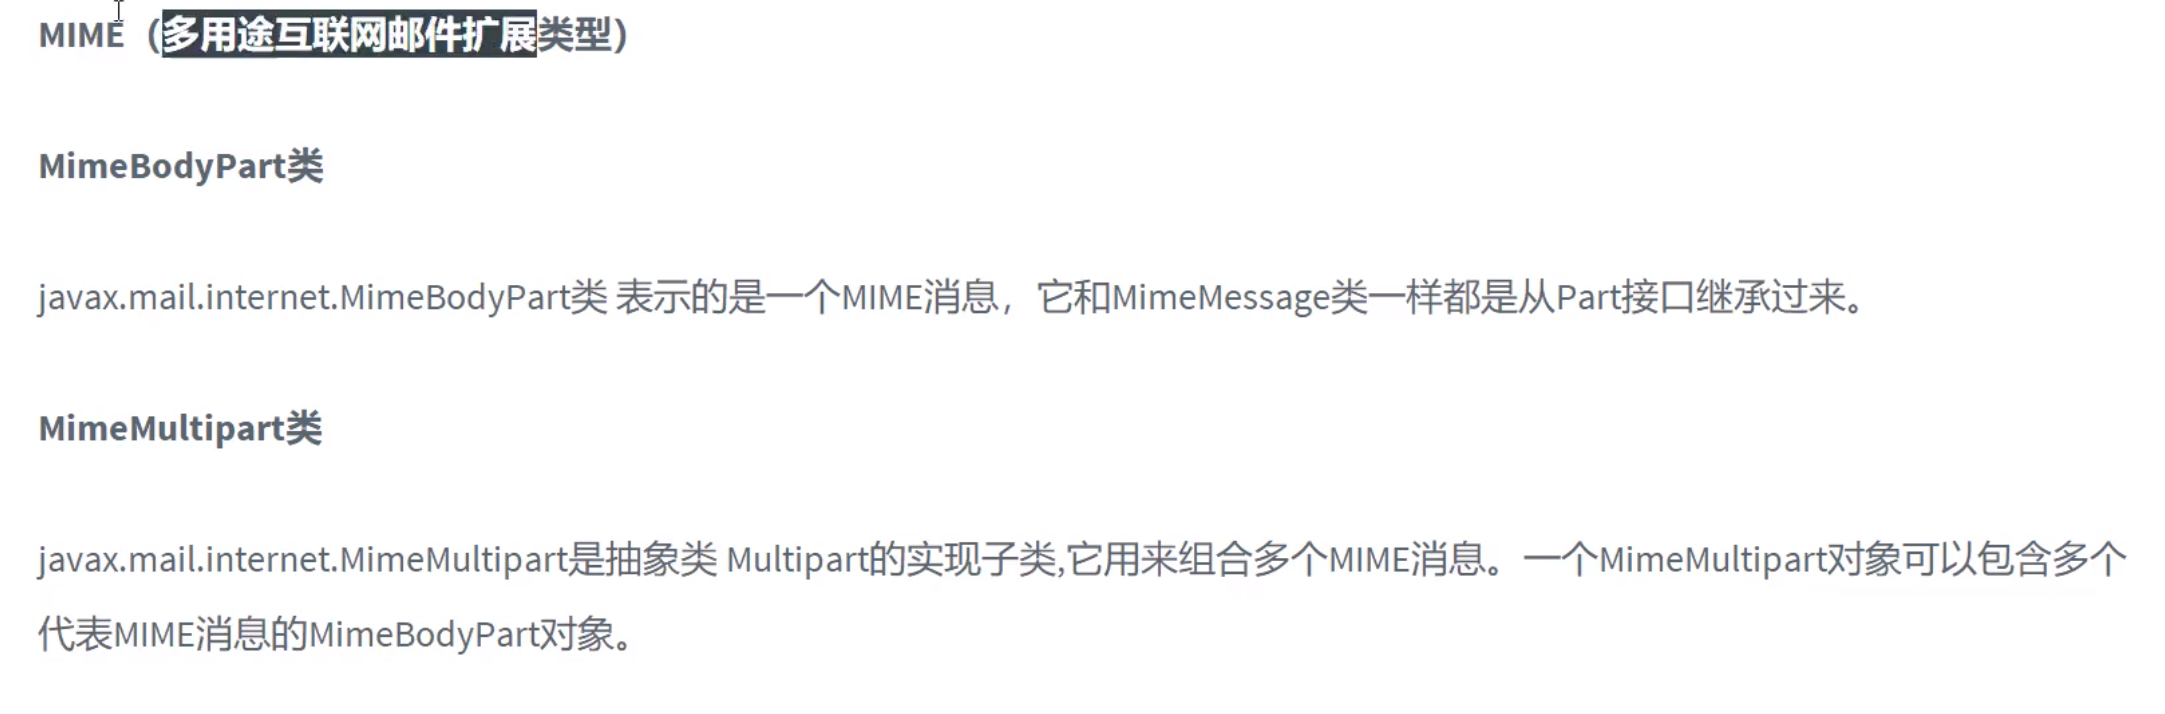 MIME（多用途互联网邮件扩展类型）
MimeBodyPart类
javax.mail.internet.MimeBodyPart类 表示的是一个MIME消息，它和MimeMessage类一样都是从Part接口继承过来。
MimeMultipart类
javax.mail.internet.MimeMultipart是抽象类 Multipart的实现子类,它用来组合多个MIME消息。一个MimeMultipart对象可以包含多个
代表MIME消息的MimeBodyPart对象。